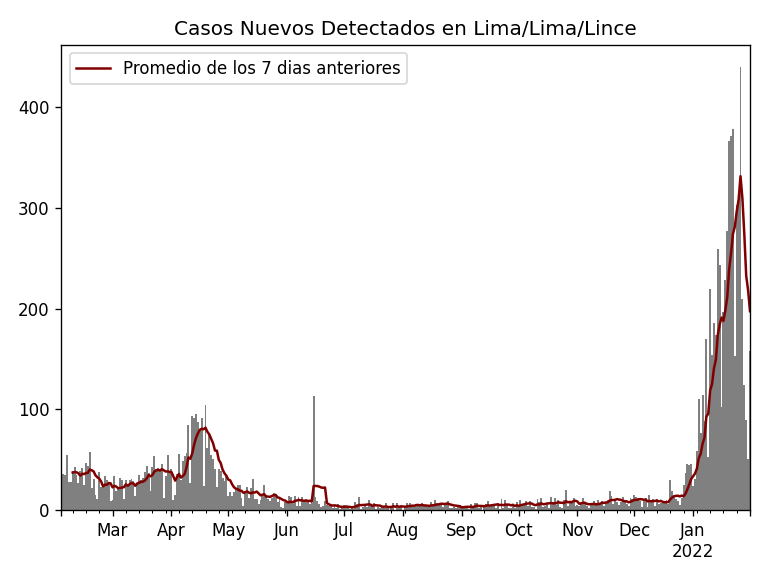 Casos Nuevos Detectados en Lima/Lima/Lince
Promedio de los 7 dias anteriores
400
300
200
100
0
Mar Apr May Jun Jul Aug Sep Oct Nov Dec Jan
2022